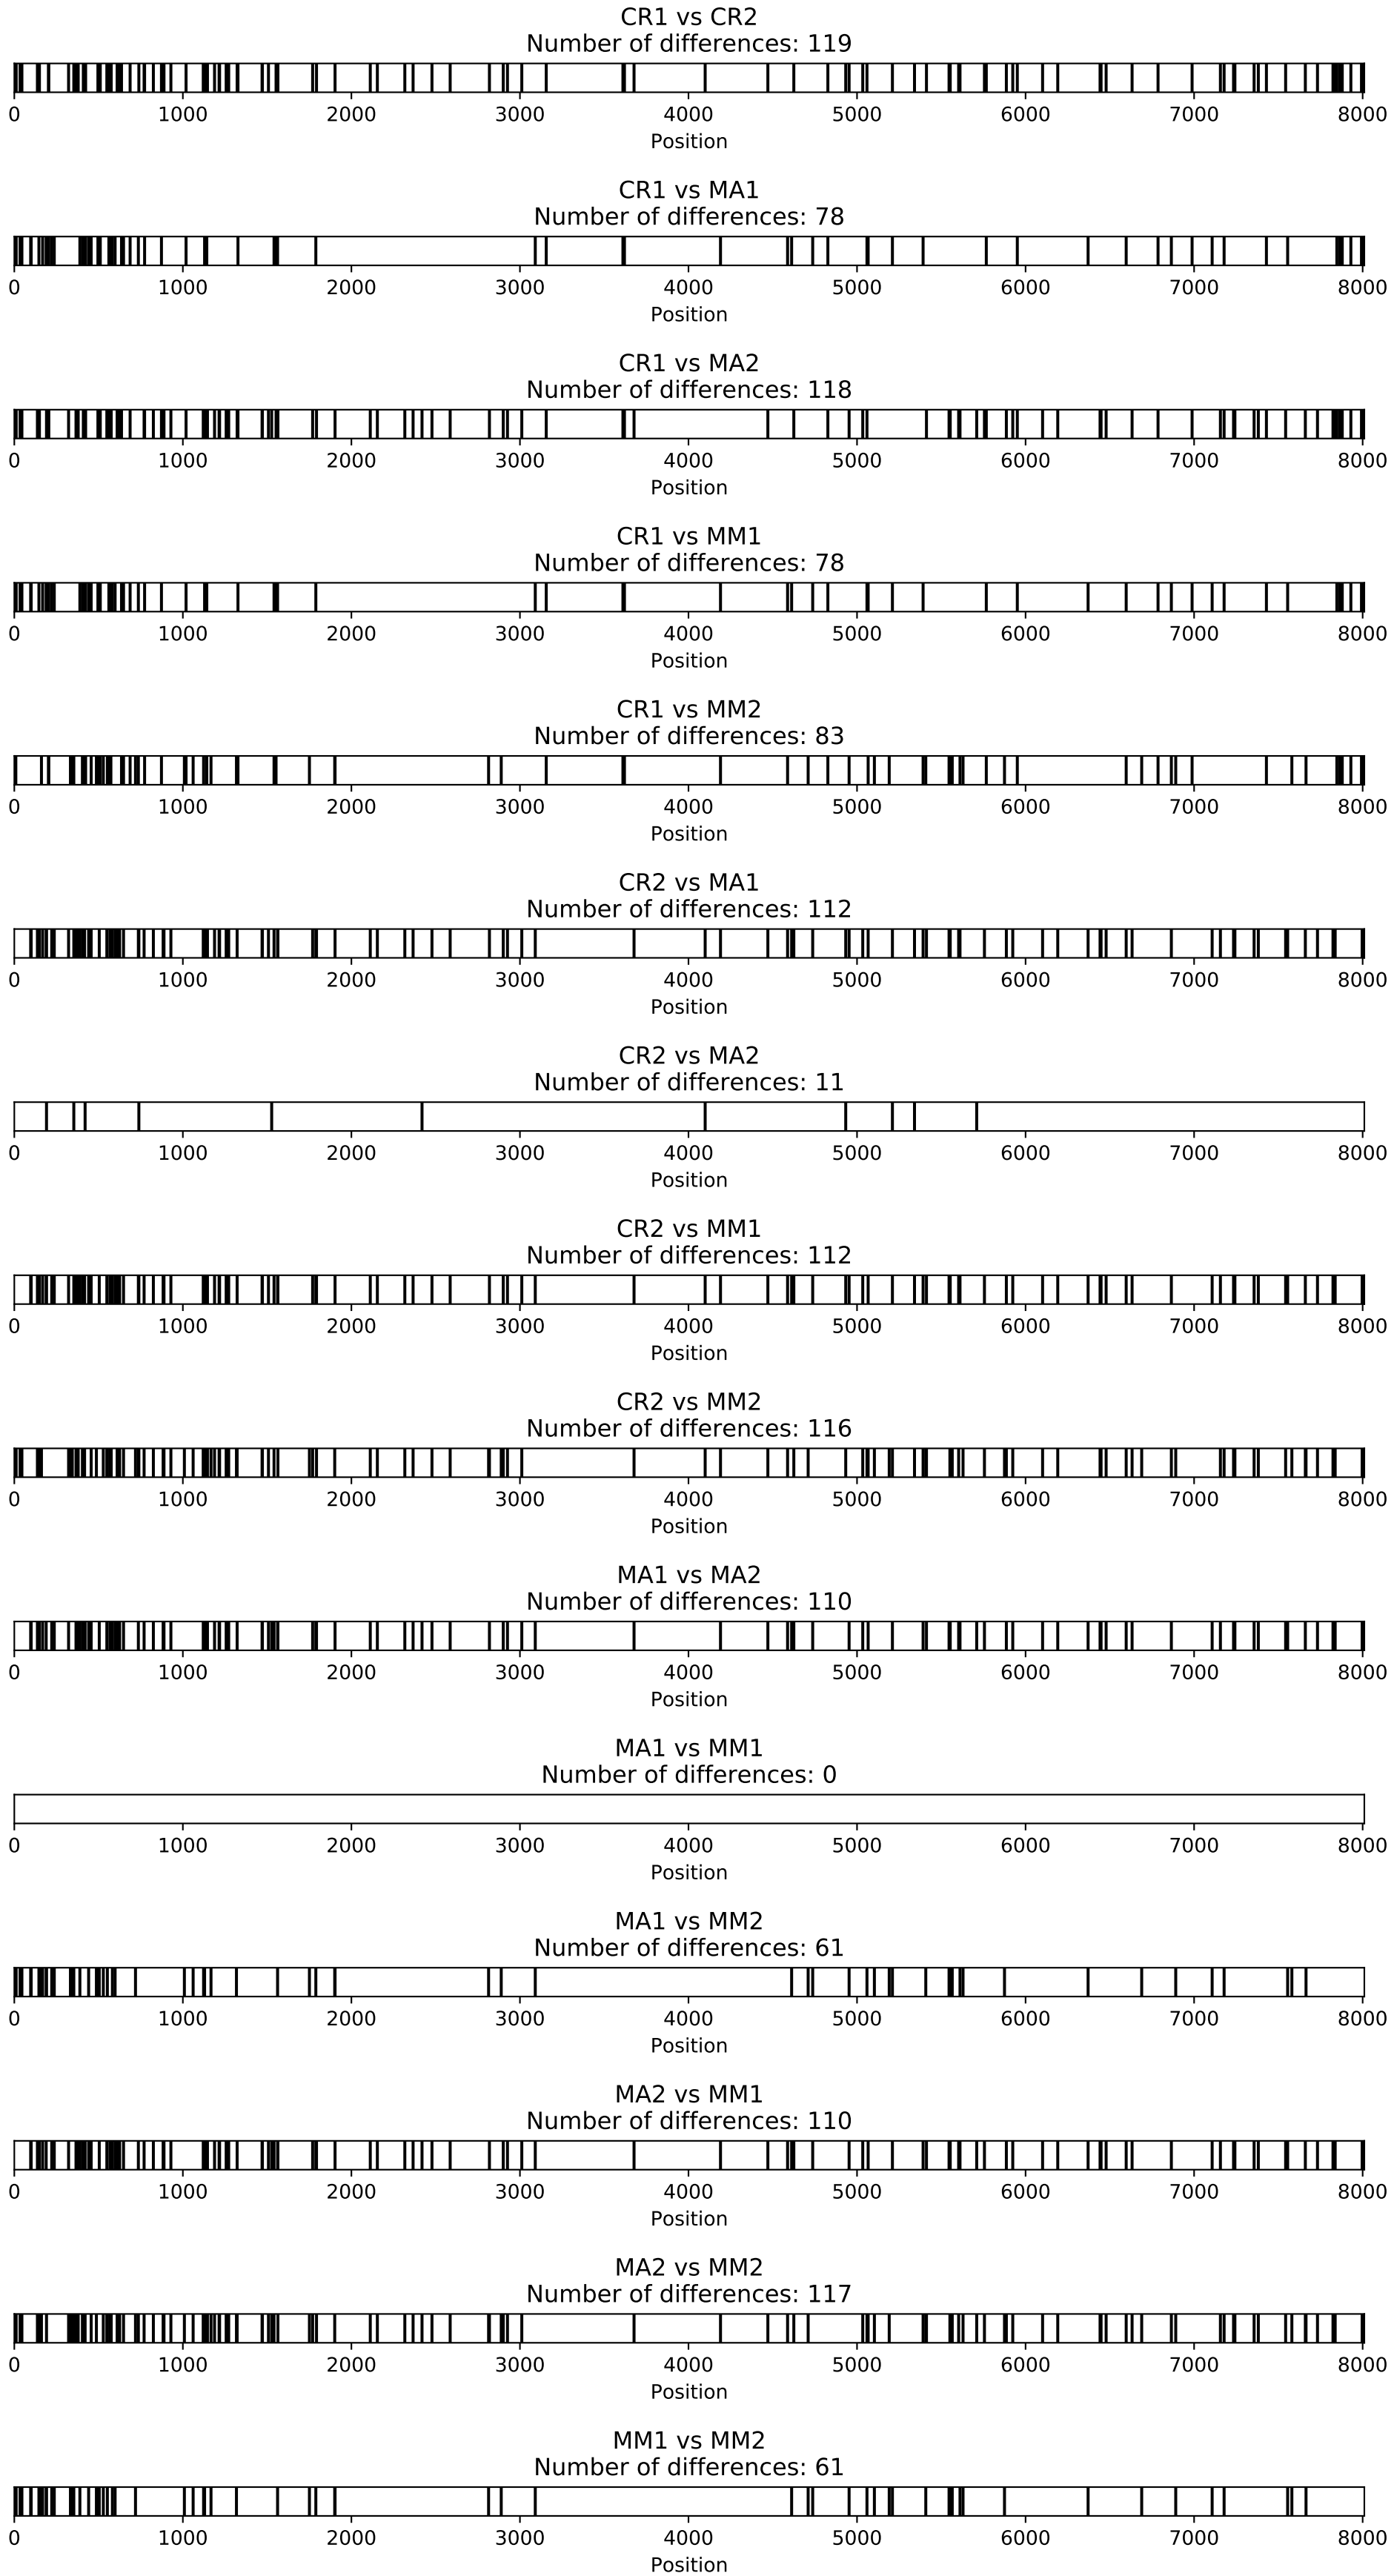 CR1 vs CR2
Number of differences: 119
0 1000 2000 3000 4000 5000 6000 7000 8000
Position
CR1 vs MA1
Number of differences: 78
0 1000 2000 3000 4000 5000 6000 7000 8000
Position
CR1 vs MA2
Number of differences: 118
0 1000 2000 3000 4000 5000 6000 7000 8000
Position
CR1 vs MM1
Number of differences: 78
0 1000 2000 3000 4000 5000 6000 7000 8000
Position
CR1 vs MM2
Number of differences: 83
0 1000 2000 3000 4000 5000 6000 7000 8000
Position
CR2 vs MA1
Number of differences: 112
0 1000 2000 3000 4000 5000 6000 7000 8000
Position
CR2 vs MA2
Number of differences: 11
0 1000 2000 3000 4000 5000 6000 7000 8000
Position
CR2 vs MM1
Number of differences: 112
0 1000 2000 3000 4000 5000 6000 7000 8000
Position
CR2 vs MM2
Number of differences: 116
0 1000 2000 3000 4000 5000 6000 7000 8000
Position
MA1 vs MA2
Number of differences: 110
0 1000 2000 3000 4000 5000 6000 7000 8000
Position
MA1 vs MM1
Number of differences: 0
0 1000 2000 3000 4000 5000 6000 7000 8000
Position
MA1 vs MM2
Number of differences: 61
0 1000 2000 3000 4000 5000 6000 7000 8000
Position
MA2 vs MM1
Number of differences: 110
0 1000 2000 3000 4000 5000 6000 7000 8000
Position
MA2 vs MM2
Number of differences: 117
0 1000 2000 3000 4000 5000 6000 7000 8000
Position
MM1 vs MM2
Number of differences: 61
0 1000 2000 3000 4000 5000 6000 7000 8000
Position